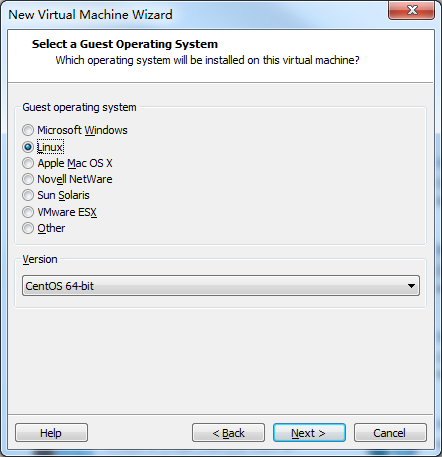 New Virtual Machine Wizard
Select a Guest Operating System
Which operating system will be installed on this virtual machine?
Guest operating system
Microsoft Windows
Linux
Apple Mac OS X
Novell NetWare
Sun Solaris
VMware ESX
Other
Version
CentOS 64-bit
Help
< Back
Next >
Cancel